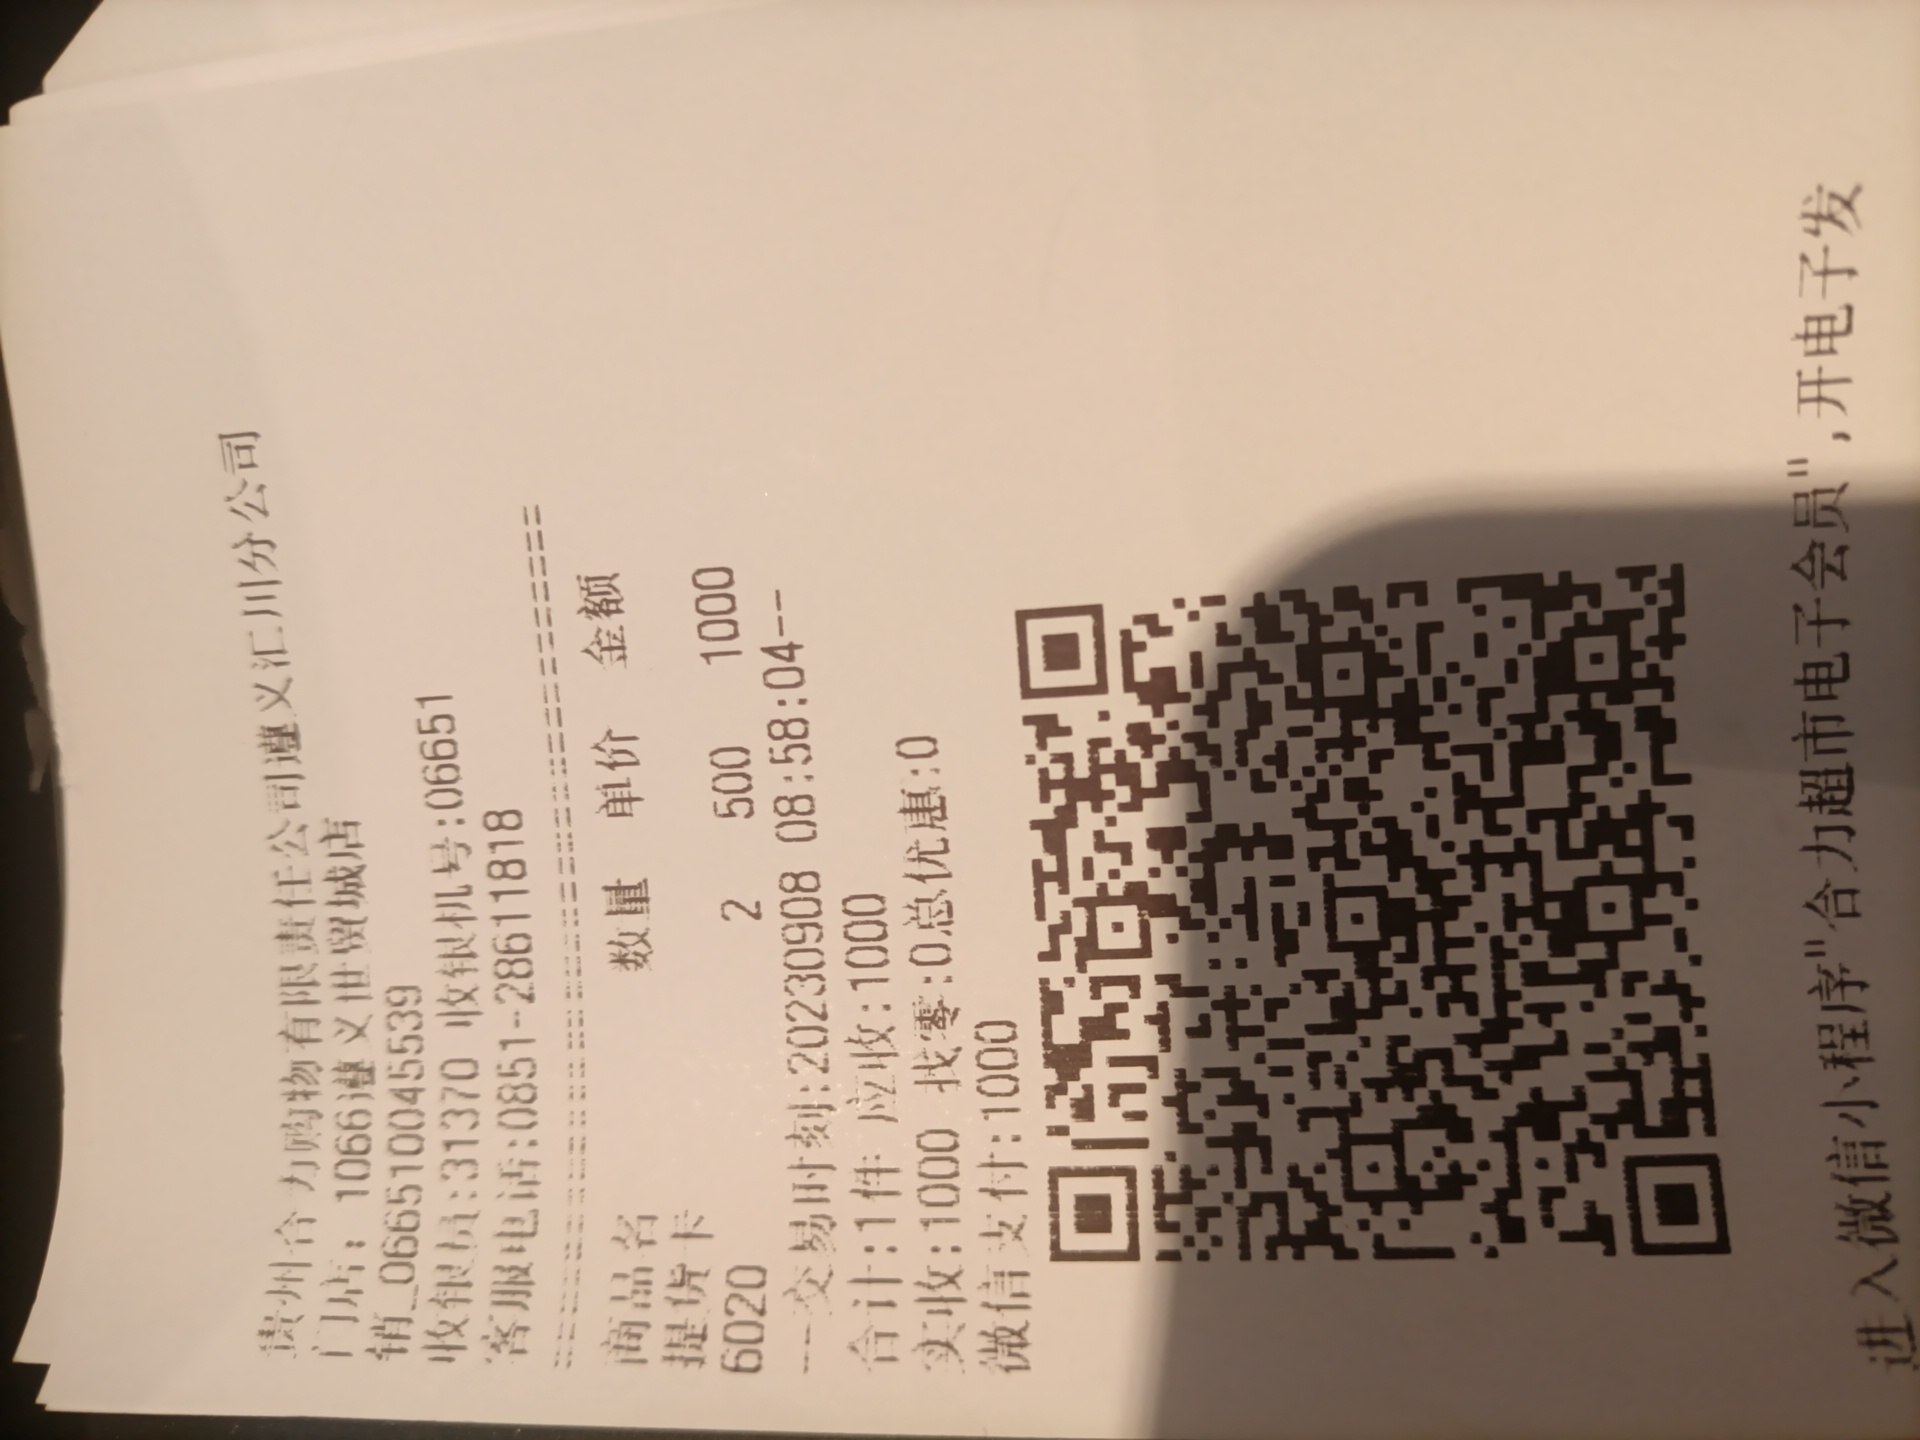 贵州合力购物有限责任公司遵义汇川分公司
门店: 1066遵义世贸城店
销_06651004553​9
收银员:31370 收银机号:06651
客服电话:0851-28611818
================================
商品名 数量 单价 金额
提货卡
6020 2 500 1000
--交易时刻:20230908 08:58:04--
合计:1件 应收:1000
实收:1000 找零:0总优惠:0
微信支付:1000
进入微信小程序"合力超市电子会员",开电子发